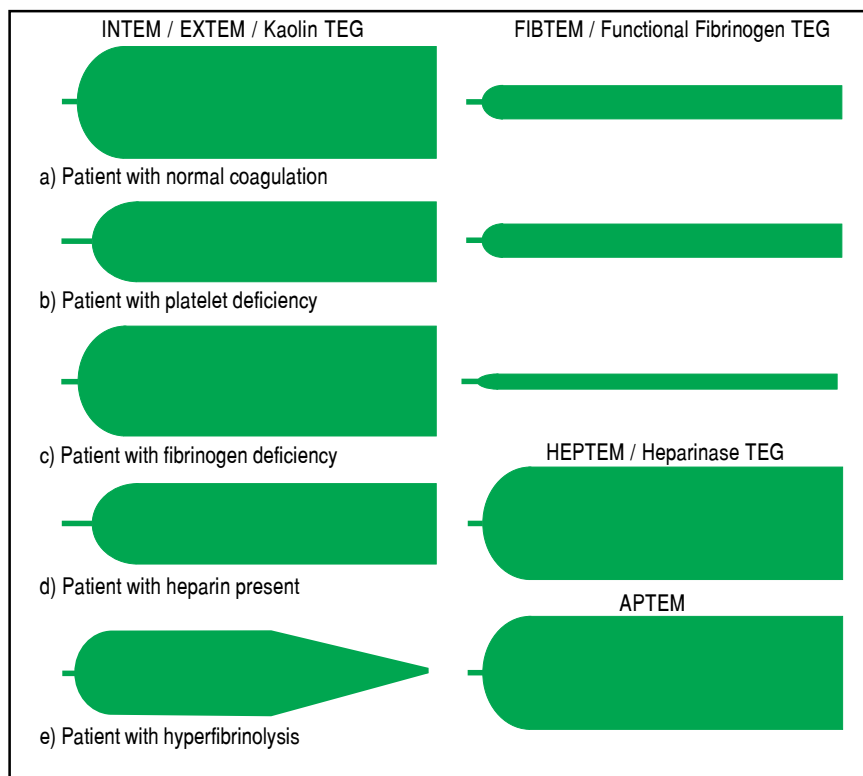 INTEM / EXTEM / Kaolin TEG
FIBTEM / Functional Fibrinogen TEG
a) Patient with normal coagulation
b) Patient with platelet deficiency
c) Patient with fibrinogen deficiency
HEPTEM / Heparinase TEG
d) Patient with heparin present
APTEM
e) Patient with hyperfibrinolysis